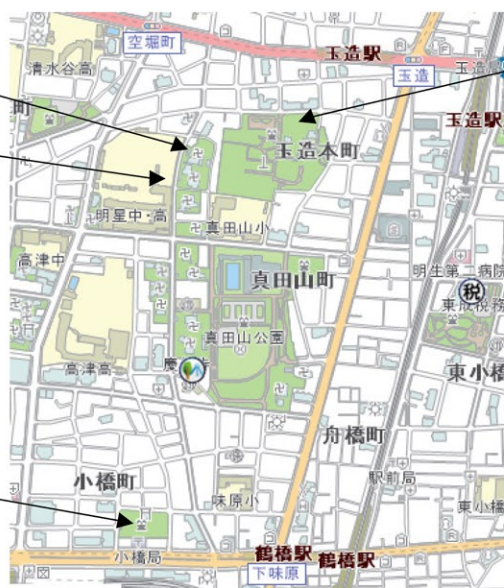 空堀町
玉造駅
清水谷高
玉造
玉造駅
町
玉造本町
明星中・高
真田山小
高津中
明生第二病院
真田山町
税
東成税務
真田山公園
高津高
東小橋
舟橋町
小橋町
駅前局
味原小
東小橋
小橋局
鶴橋駅
鶴橋駅
下味原